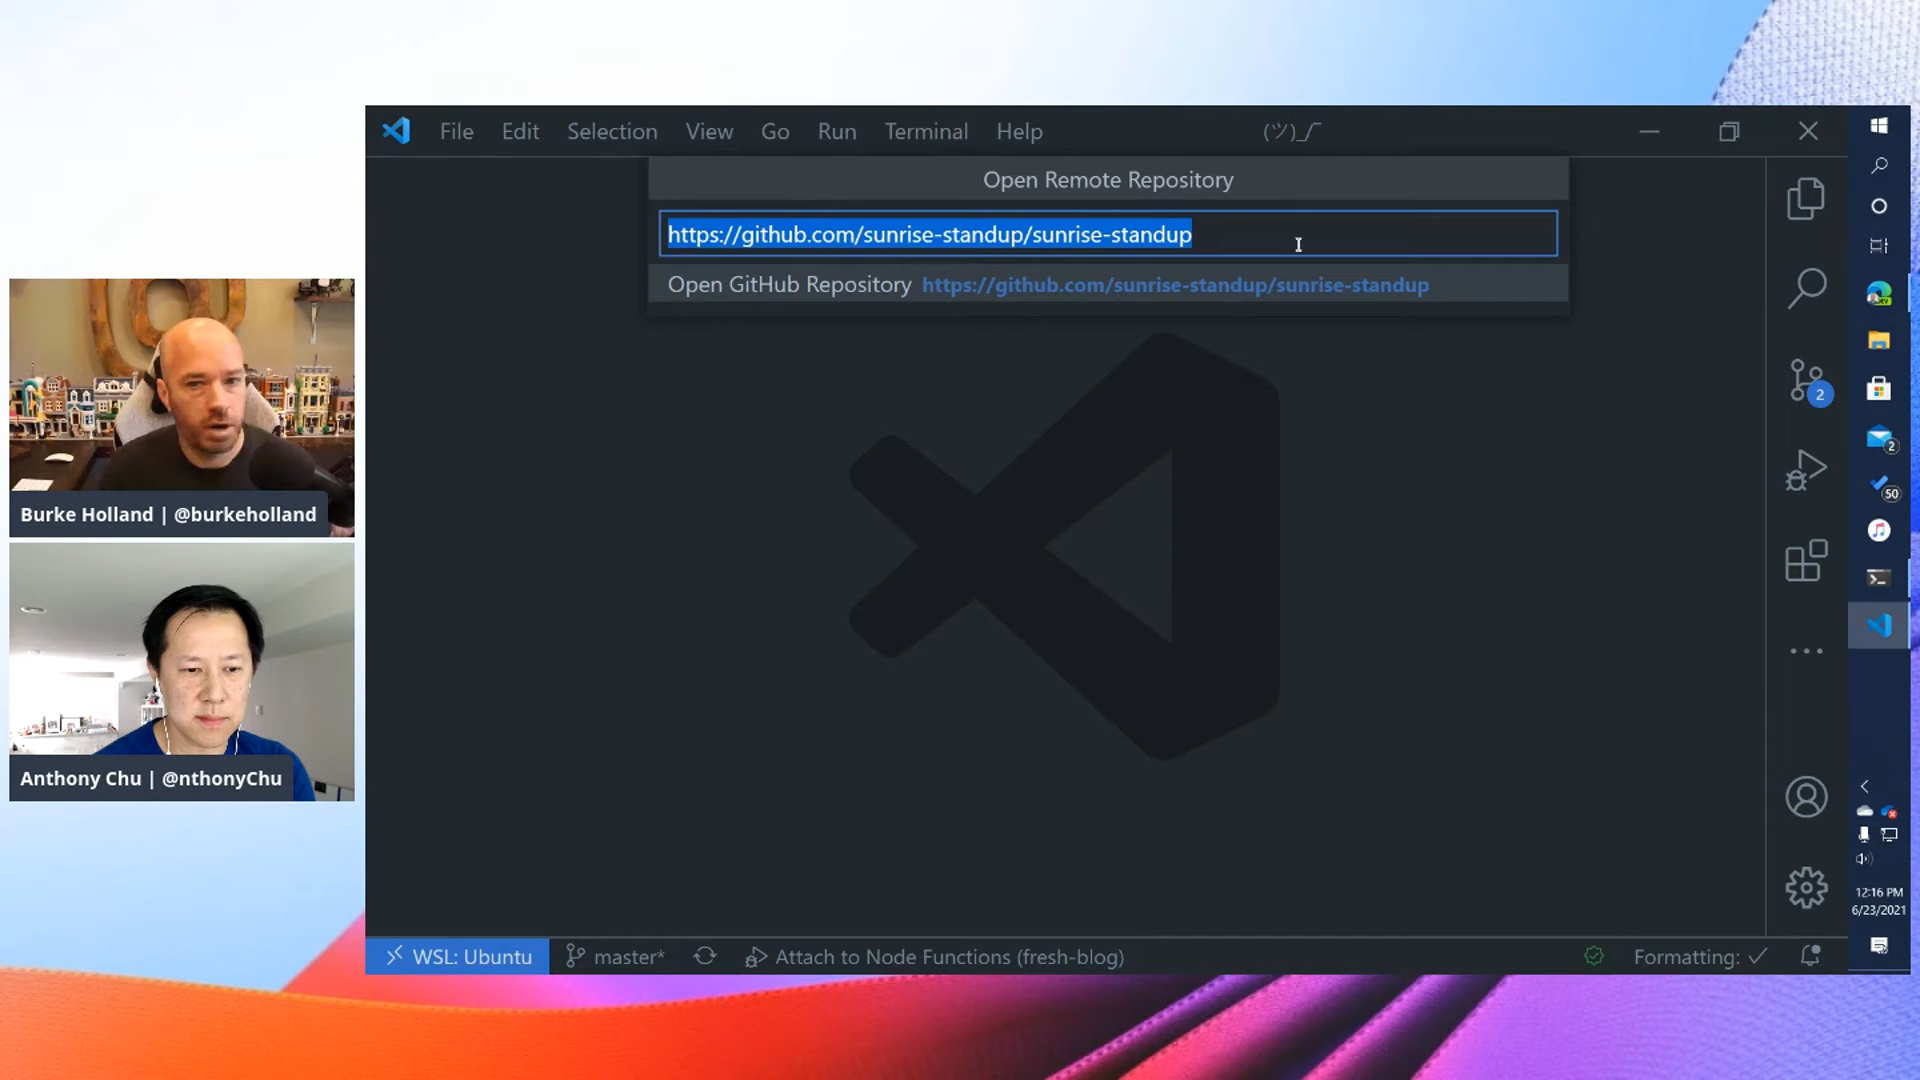 File Edit Selection View Go Run Terminal Help (ツ)_/¯
Open Remote Repository
https://github.com/sunrise-standup/sunrise-standup
Open GitHub Repository https://github.com/sunrise-standup/sunrise-standup
2
2
50
Burke Holland | @burkeholland
Anthony Chu | @nthonyChu
12:16 PM
6/23/2021
WSL: Ubuntu master* Attach to Node Functions (fresh-blog) Formatting: ✓